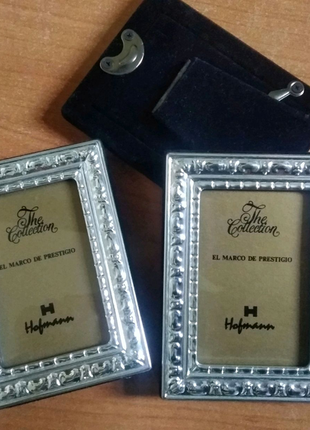 The
Collection
EL MARCO DE PRESTIGIO
Hofmann
The
Collection
EL MARCO DE PRESTIGIO
Hofmann